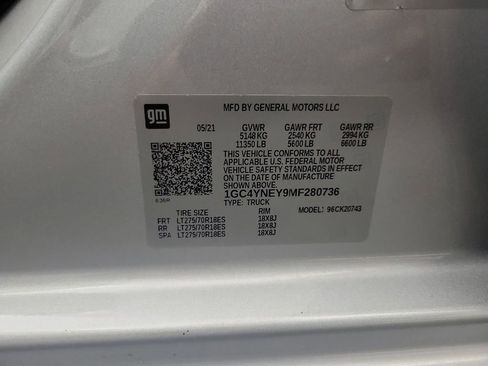 gm
MFD BY GENERAL MOTORS LLC
05/21 GVWR GAWR FRT GAWR RR
5148 KG 2540 KG 2994 KG
11350 LB 5600 LB 6600 LB
THIS VEHICLE CONFORMS TO ALL
APPLICABLE U.S. FEDERAL MOTOR
VEHICLE SAFETY STANDARDS IN EFFECT
ON THE DATE OF MANUFACTURE
1GC4YNEY9MF280736
TYPE: TRUCK MODEL: 96CK20743
TIRE SIZE RIM
FRT LT275/70R18ES 18X8J
RR LT275/70R18ES 18X8J
SPA LT275/70R18ES 18X8J